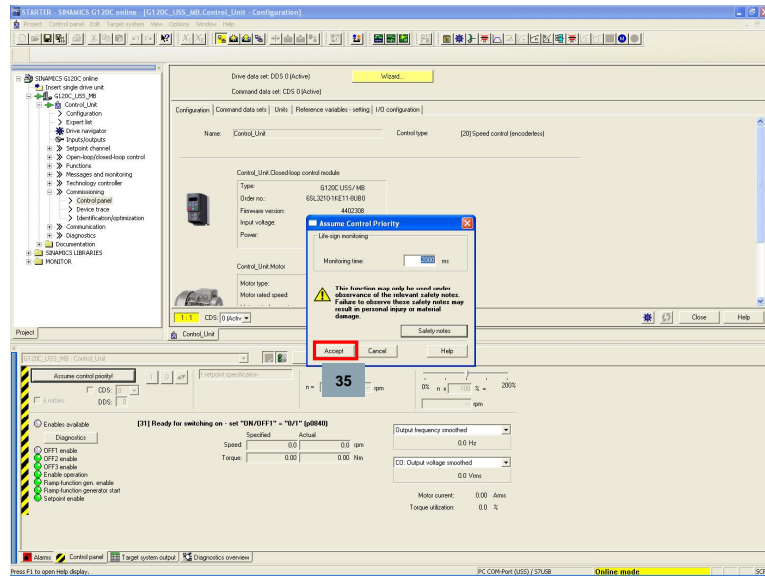 STARTER - SINAMICS G120C online - [G120C_USS_MB.Control_Unit - Configuration]
Project Control panel Edit Target system View Options Window Help
SINAMICS G120C online
Insert single drive unit
G120C_USS_MB
Control_Unit
Configuration
Expert list
Drive navigator
Inputs/outputs
Setpoint channel
Open-loop/closed-loop control
Functions
Messages and monitoring
Technology controller
Commissioning
Control panel
Device trace
Identification/optimization
Communication
Diagnostics
Documentation
SINAMICS LIBRARIES
MONITOR
Project
Drive data set: DDS 0 (Active)
Wizard...
Command data set: CDS 0 (Active)
Configuration Command data sets Units Reference variables - setting I/O configuration
Name: Control_Unit Control type: [20] Speed control (encoderless)
Control_Unit.Closed-loop control module
Type: G120C USS/MB
Order no.: 6SL3210-1KE11-8UB0
Firmware version: 4402308
Input voltage:
Power:
Control_Unit.Motor
Motor type:
Motor rated speed:
Assume Control Priority
Life-sign monitoring
Monitoring time: 2000 ms
This function may only be used under
observance of the relevant safety notes.
Failure to observe these safety notes may
result in personal injury or material
damage.
Safety notes
Accept Cancel Help
35
1:1 CDS: 0 (Activ
Close Help
Control_Unit
G120C_USS_MB - Control_Unit
Assume control priority!
I 0
n setpoint specification
CDS: 0
Enables DDS: 0
n = rpm
0% n x 100 % = 200%
rpm
Enables available
[31] Ready for switching on - set "ON/OFF1" = "0/1" (p0840)
Diagnostics
OFF1 enable
OFF2 enable
OFF3 enable
Enable operation
Ramp-function gen. enable
Ramp-function generator start
Setpoint enable
Specified Actual
Speed: 0.0 0.0 rpm
Torque: 0.00 0.00 Nm
Output frequency smoothed
0.0 Hz
CO: Output voltage smoothed
0.0 Vrms
Motor current: 0.00 Arms
Torque utilization: 0.0 %
Alarms Control panel Target system output Diagnostics overview
Press F1 to open Help display.
PC COM-Port (USS) / S7USB
Online mode
SCR